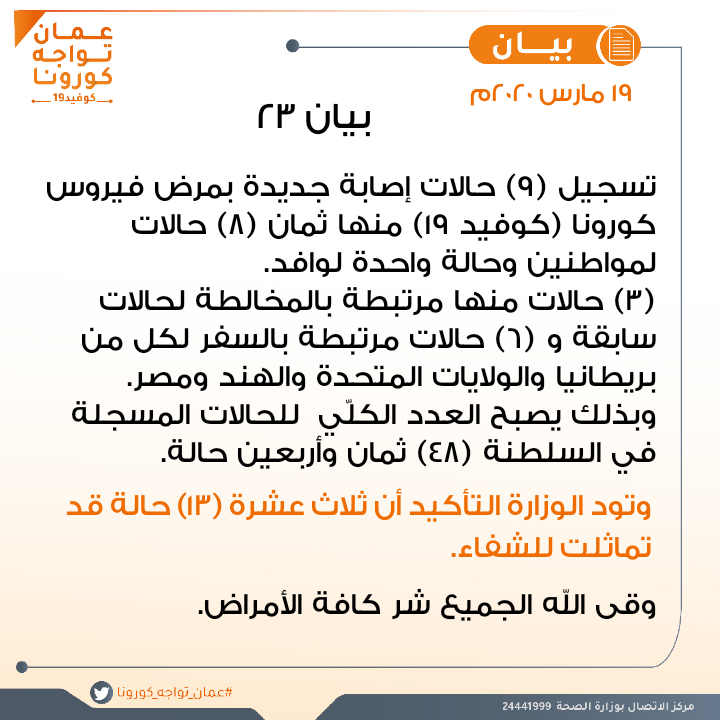 عمان
تواجه
كورونا
كوفيد19
بيــان
١٩ مارس ٢٠٢٠م
بيان ٢٣
تسجيل (٩) حالات إصابة جديدة بمرض فيروس
كورونا (كوفيد ١٩) منها ثمان (٨) حالات
لمواطنين وحالة واحدة لوافد.
(٣) حالات منها مرتبطة بالمخالطة لحالات
سابقة و (٦) حالات مرتبطة بالسفر لكل من
بريطانيا والولايات المتحدة والهند ومصر.
وبذلك يصبح العدد الكلّي للحالات المسجلة
في السلطنة (٤٨) ثمان وأربعين حالة.
وتود الوزارة التأكيد أن ثلاث عشرة (١٣) حالة قد
تماثلت للشفاء.
وقى الله الجميع شر كافة الأمراض.
#عمان_تواجه_كورونا
مركز الاتصال بوزارة الصحة 24441999